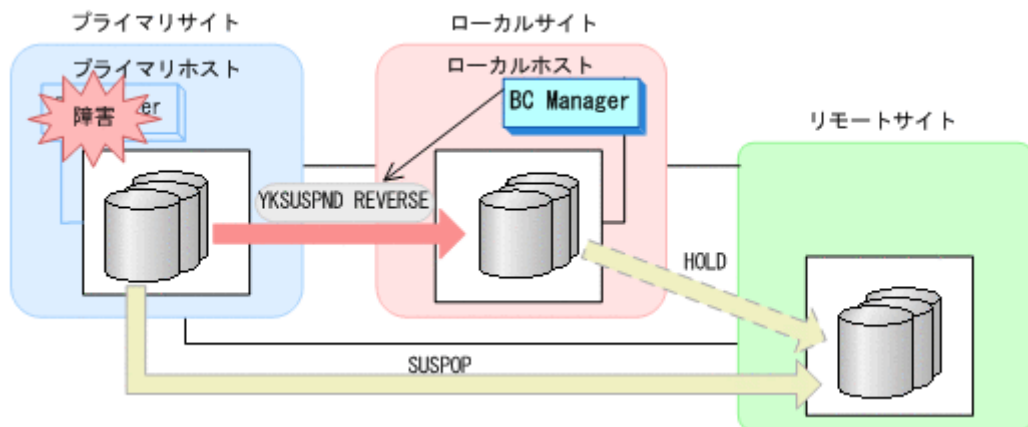 プライマリサイト
ローカルサイト
プライマリホスト
ローカルホスト
障害
BC Manager
リモートサイト
YKSUSPND REVERSE
HOLD
SUSPOP